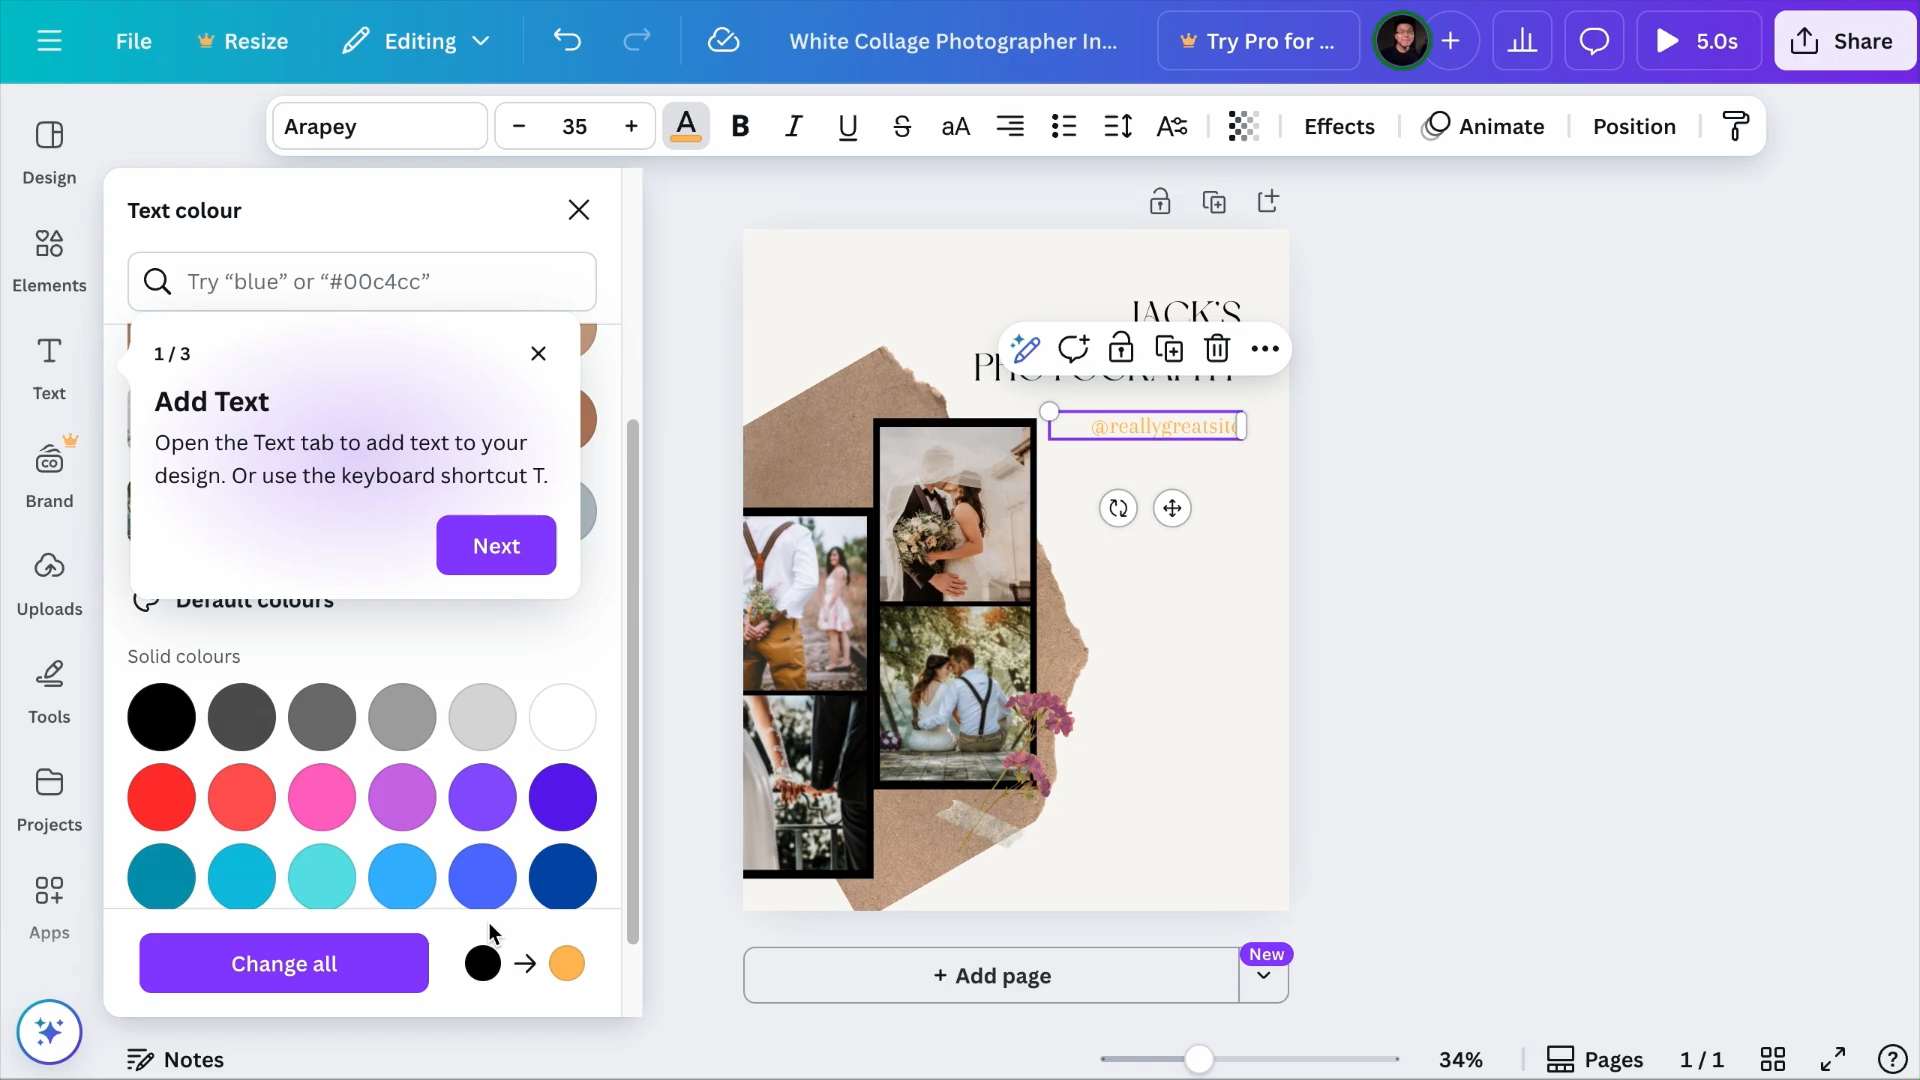 File
Resize
Editing
White Collage Photographer In...
Try Pro for ...
5.0s
Share
Arapey
− 35 +
A B I U S aA
Effects
Animate
Position
Design
Elements
Text
Brand
Uploads
Tools
Projects
Apps
Text colour
Try “blue” or “#00c4cc”
1 / 3
Add Text
Open the Text tab to add text to your
design. Or use the keyboard shortcut T.
Next
Default colours
Solid colours
Change all
JACK'S
PHOTOGRAPHY
@reallygreatsite
+ Add page
New
Notes
34%
Pages
1 / 1